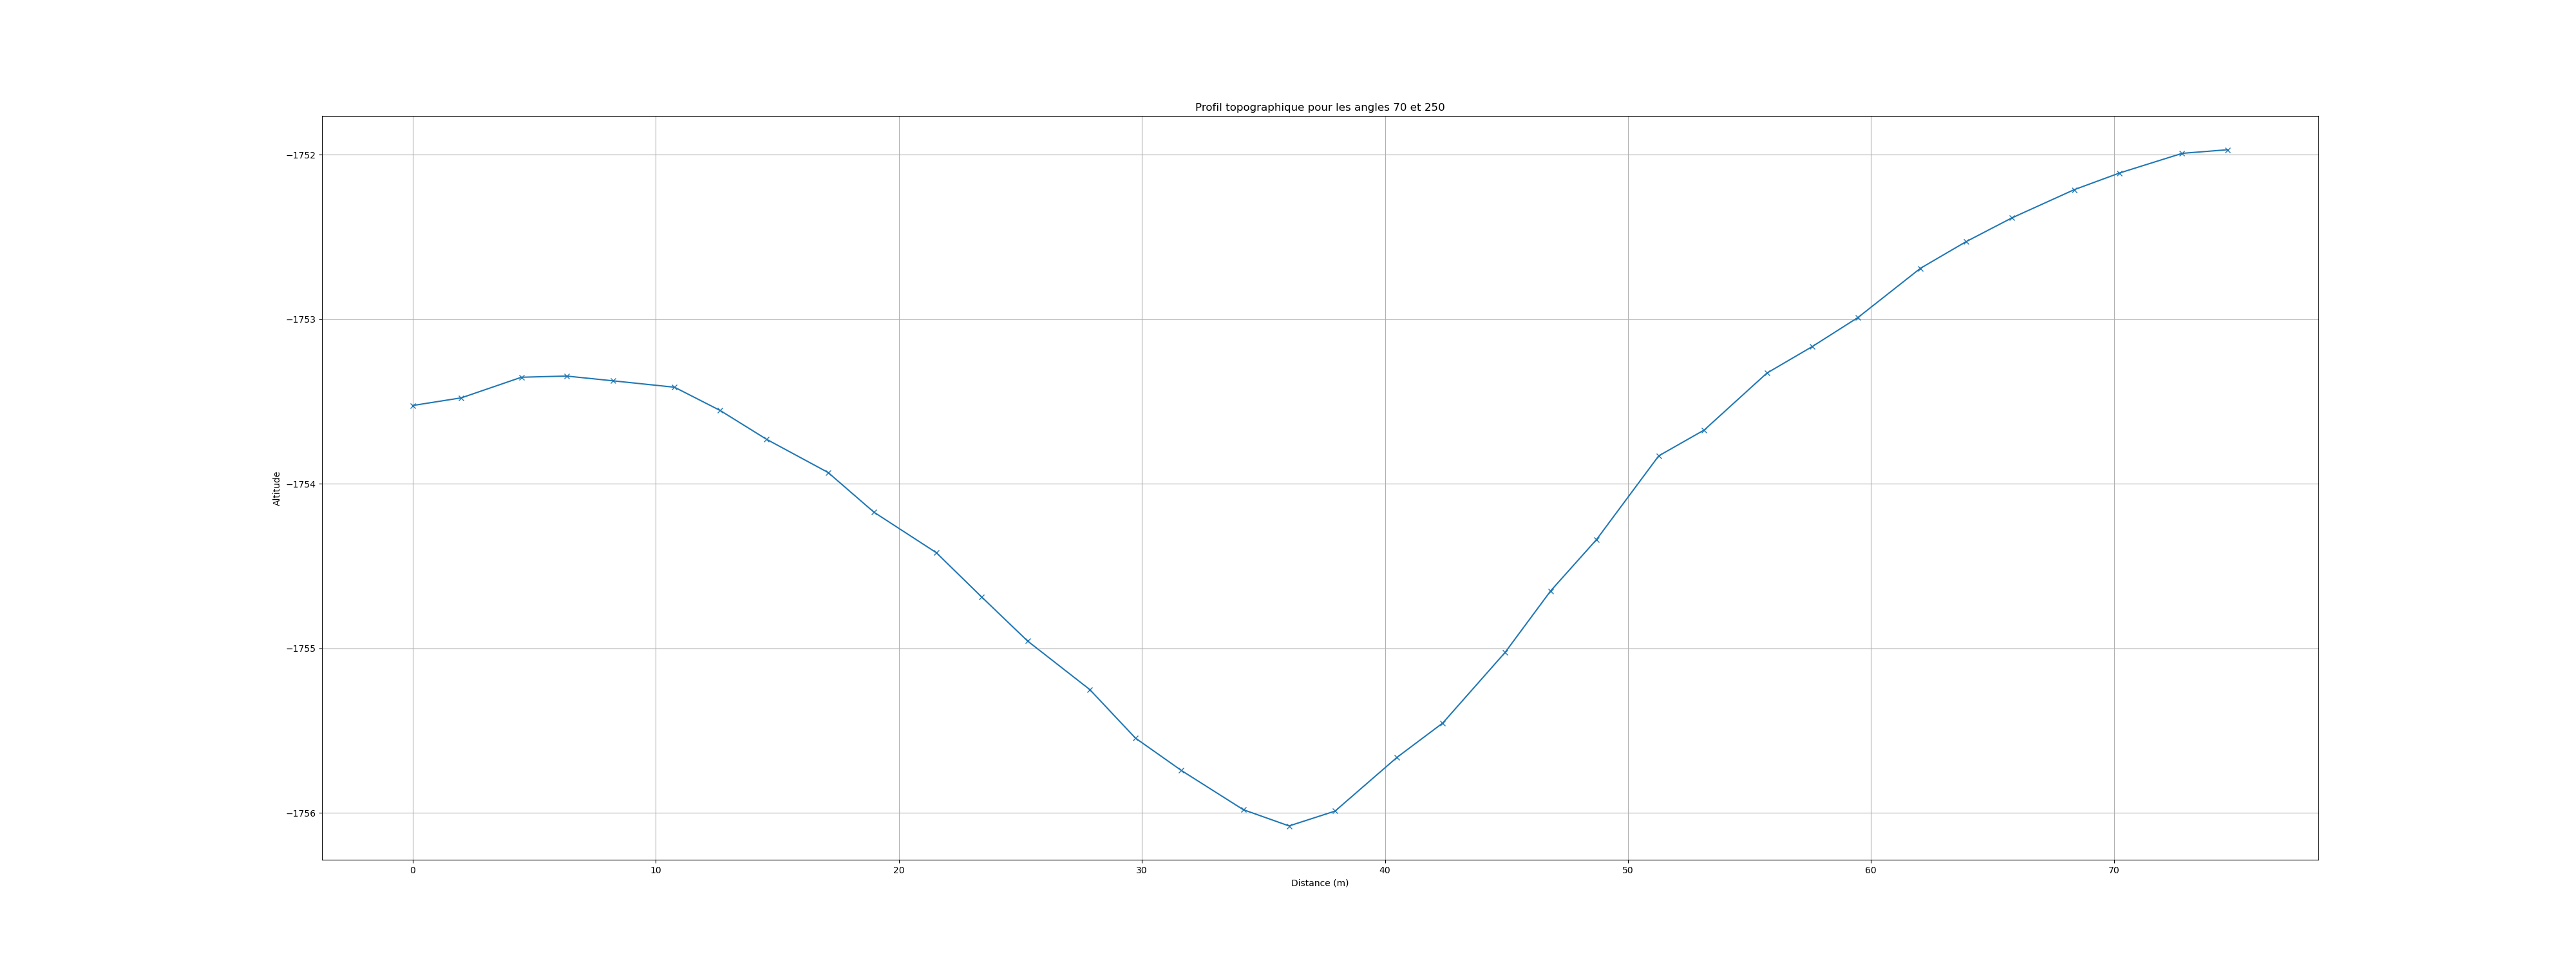 Profil topographique pour les angles 70 et 250
Altitude
−1752
−1753
−1754
−1755
−1756
0 10 20 30 40 50 60 70
Distance (m)